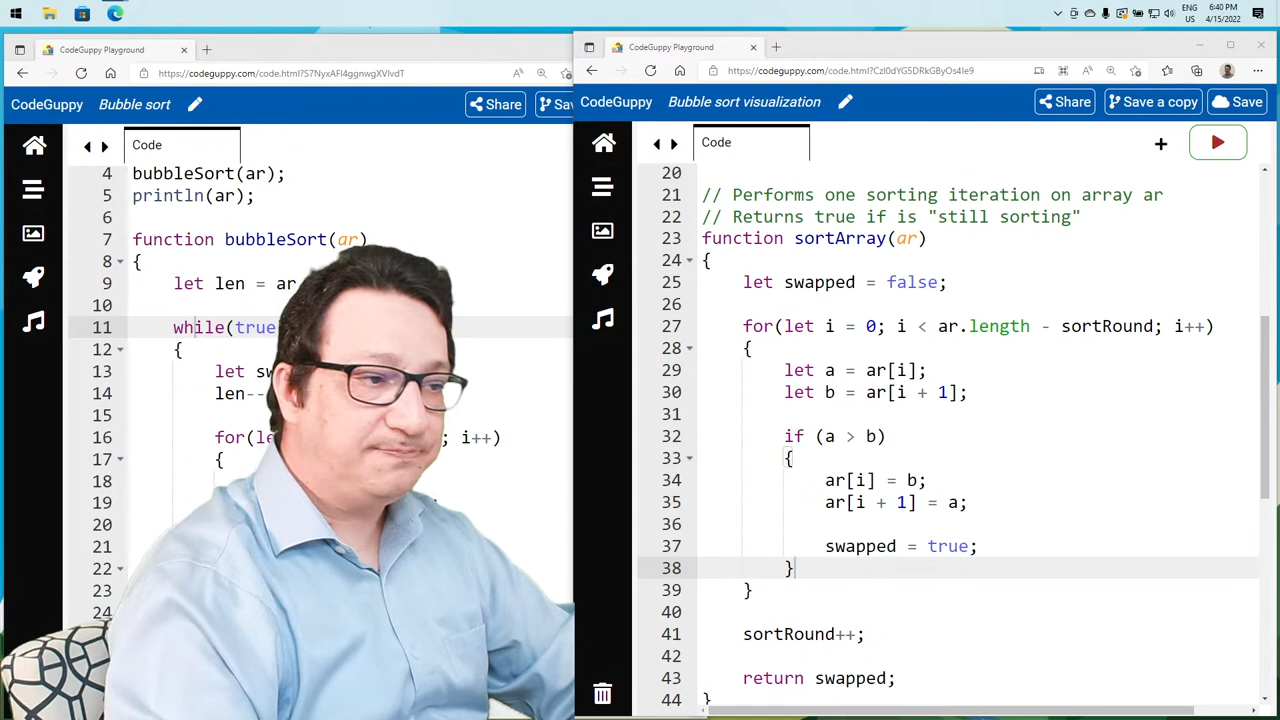 ENG 6:40 PM
US 4/15/2022
CodeGuppy Playground
https://codeguppy.com/code.html?S7NyxAFl4ggnwgXVlvdT
CodeGuppy Bubble sort Share
Code
4 bubbleSort(ar);
5 println(ar);
6
7 function bubbleSort(ar)
8 {
9 let len = ar
10
11 while(true
12 {
13 let
14 len--
15
16 i++)
17 {
18
19
20
21
22
23
24
CodeGuppy Playground
https://codeguppy.com/code.html?CzI0dYG5DRkGByOs4Ie9
CodeGuppy Bubble sort visualization Share Save a copy Save
Code
20
21 // Performs one sorting iteration on array ar
22 // Returns true if is "still sorting"
23 function sortArray(ar)
24 {
25 let swapped = false;
26
27 for(let i = 0; i < ar.length - sortRound; i++)
28 {
29 let a = ar[i];
30 let b = ar[i + 1];
31
32 if (a > b)
33 {
34 ar[i] = b;
35 ar[i + 1] = a;
36
37 swapped = true;
38 }
39 }
40
41 sortRound++;
42
43 return swapped;
44 }